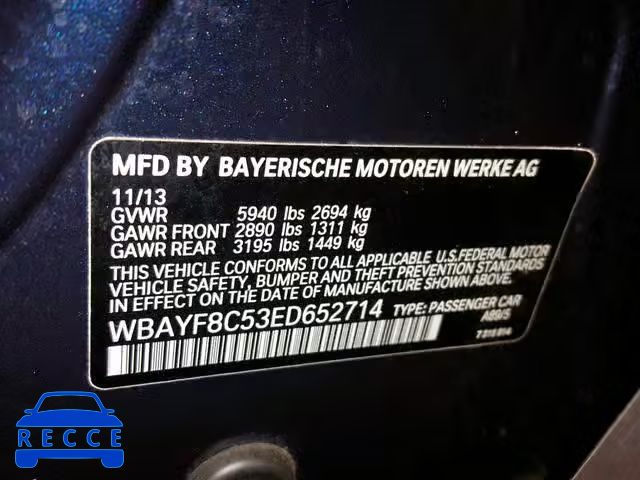 MFD BY BAYERISCHE MOTOREN WERKE AG
11/13
GVWR 5940 lbs 2694 kg
GAWR FRONT 2890 lbs 1311 kg
GAWR REAR 3195 lbs 1449 kg
THIS VEHICLE CONFORMS TO ALL APPLICABLE U.S.FEDERAL MOTOR
VEHICLE SAFETY, BUMPER AND THEFT PREVENTION STANDARDS
IN EFFECT ON THE DATE OF MANUFACTURE SHOWN ABOVE.
WBAYF8C53ED652714 TYPE: PASSENGER CAR
A89/5
RECCE